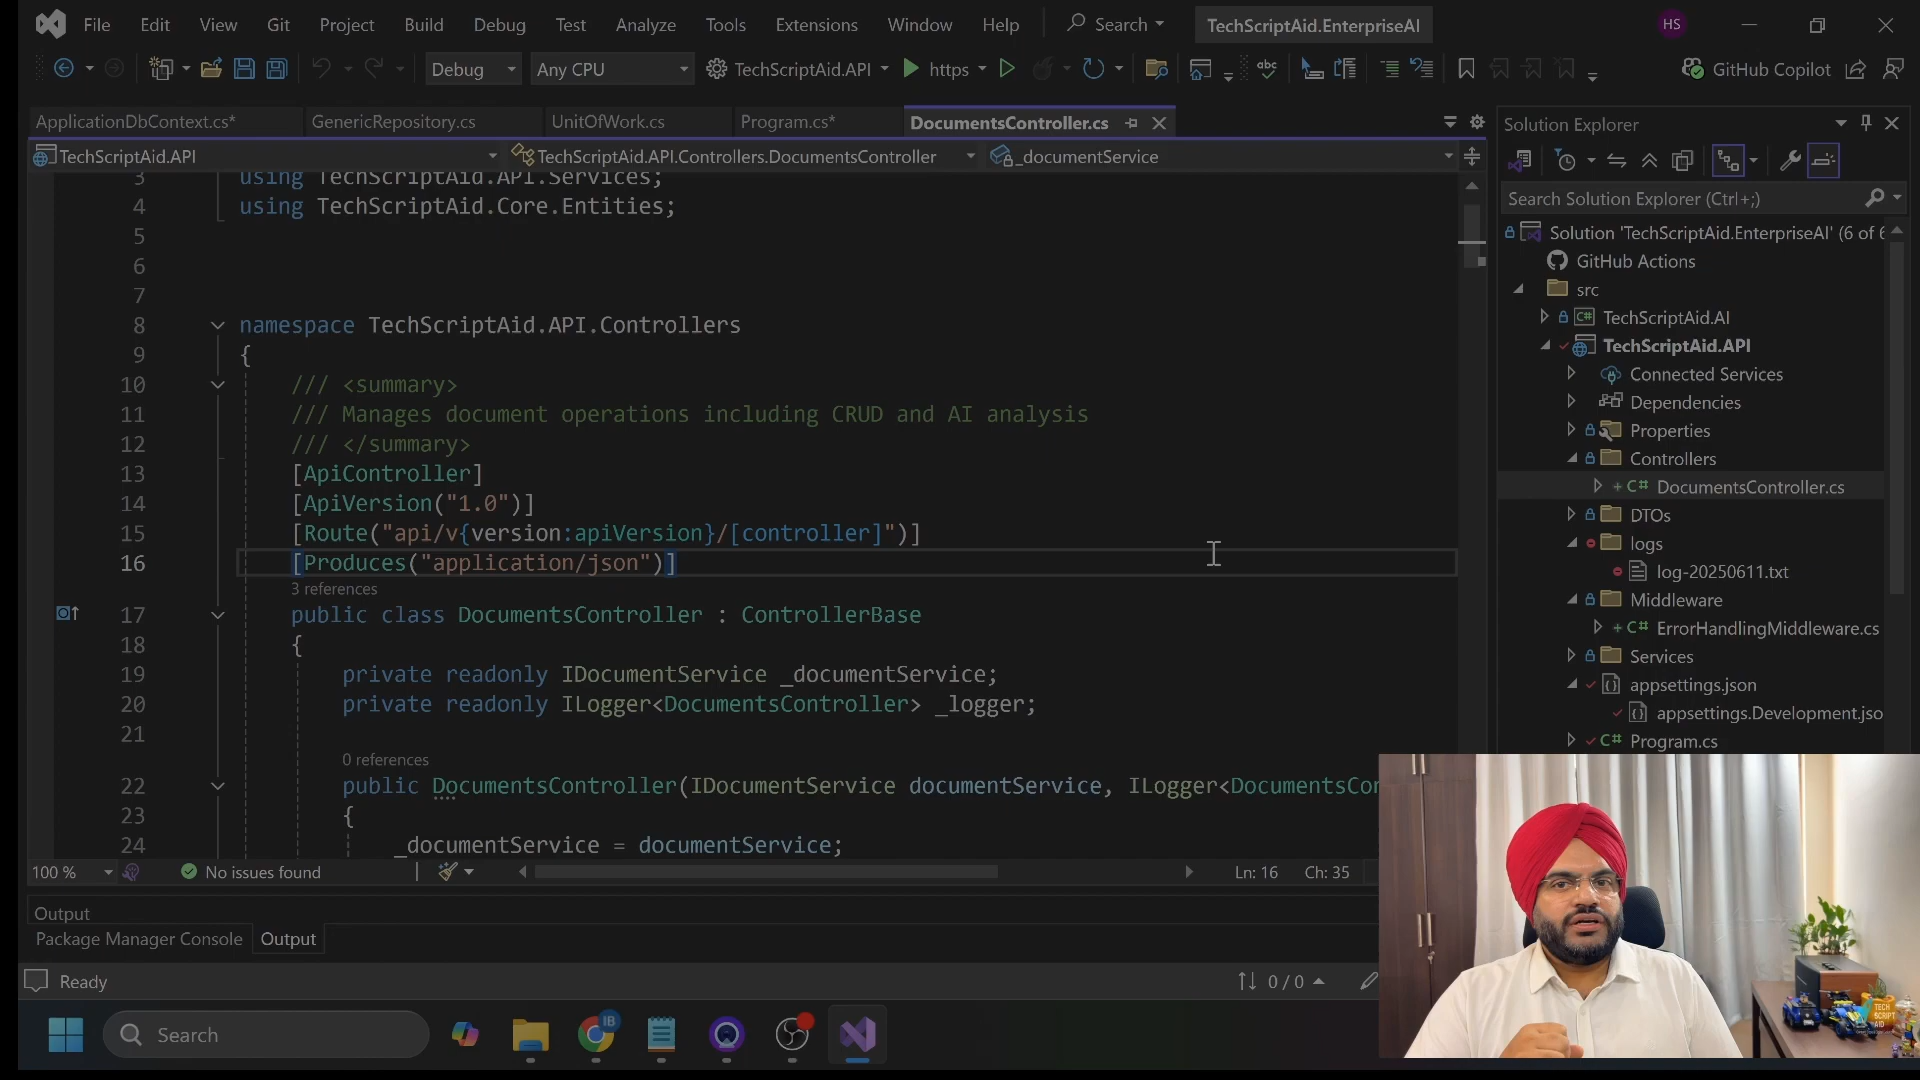 File Edit View Git Project Build Debug Test Analyze Tools Extensions Window Help Search TechScriptAid.EnterpriseAI HS
Debug Any CPU TechScriptAid.API https GitHub Copilot
ApplicationDbContext.cs* GenericRepository.cs UnitOfWork.cs Program.cs* DocumentsController.cs
TechScriptAid.API TechScriptAid.API.Controllers.DocumentsController _documentService
3 using TechScriptAid.API.Services;
4 using TechScriptAid.Core.Entities;
5
6
7
8 namespace TechScriptAid.API.Controllers
9 {
10 /// <summary>
11 /// Manages document operations including CRUD and AI analysis
12 /// </summary>
13 [ApiController]
14 [ApiVersion("1.0")]
15 [Route("api/v{version:apiVersion}/[controller]")]
16 [Produces("application/json")]
3 references
17 public class DocumentsController : ControllerBase
18 {
19 private readonly IDocumentService _documentService;
20 private readonly ILogger<DocumentsController> _logger;
21
0 references
22 public DocumentsController(IDocumentService documentService, ILogger<DocumentsCo
23 {
24 _documentService = documentService;
100 % No issues found Ln: 16 Ch: 35
Output
Package Manager Console Output
Ready 0 / 0
Search
IB
Solution Explorer
Search Solution Explorer (Ctrl+;)
Solution 'TechScriptAid.EnterpriseAI' (6 of 6
GitHub Actions
src
C# TechScriptAid.AI
TechScriptAid.API
Connected Services
Dependencies
Properties
Controllers
C# DocumentsController.cs
DTOs
logs
log-20250611.txt
Middleware
C# ErrorHandlingMiddleware.cs
Services
appsettings.json
appsettings.Development.jso
C# Program.cs
TECH
SCRIPT
AID